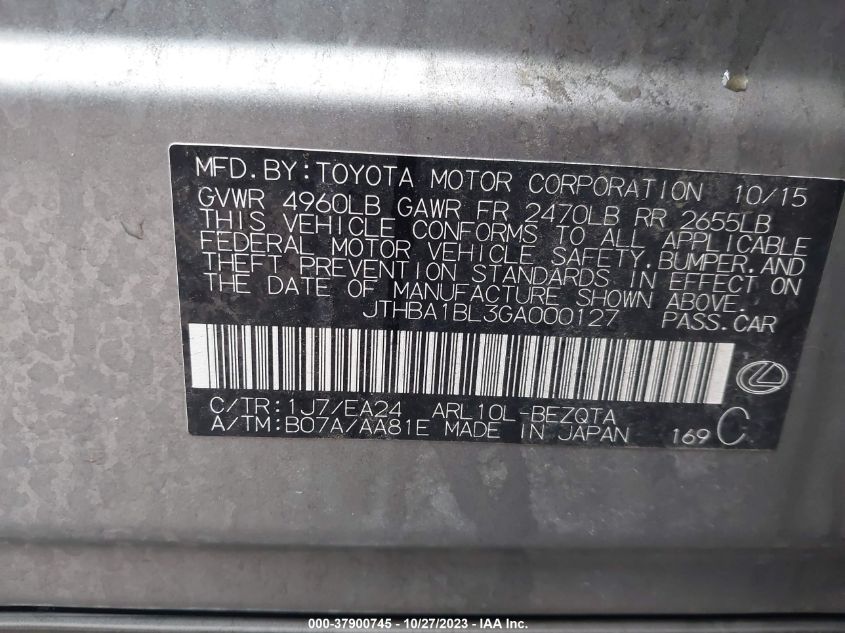 MFD.BY:TOYOTA MOTOR CORPORATION 10/15
GVWR 4960LB GAWR FR 2470LB RR 2655LB
THIS VEHICLE CONFORMS TO ALL APPLICABLE
FEDERAL MOTOR VEHICLE SAFETY,BUMPER,AND
THEFT PREVENTION STANDARDS IN EFFECT ON
THE DATE OF MANUFACTURE SHOWN ABOVE.
JTHBA1BL3GA000127 PASS.CAR
C/TR:1J7/EA24 ARL10L-BEZQTA
A/TM:B07A/AA81E MADE IN JAPAN 169 C
000-37900745 - 10/27/2023 - IAA Inc.